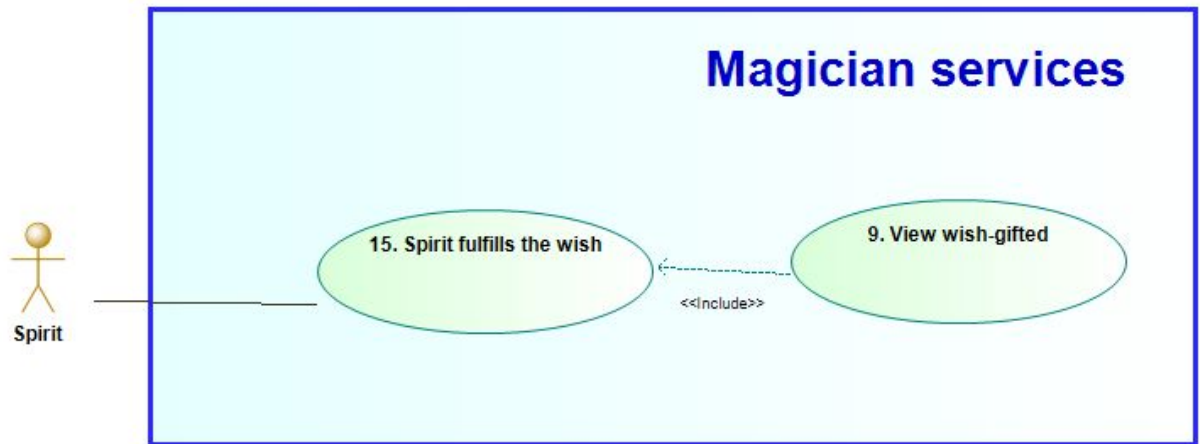 Magician services
15. Spirit fulfills the wish
9. View wish-gifted
<<Include>>
Spirit